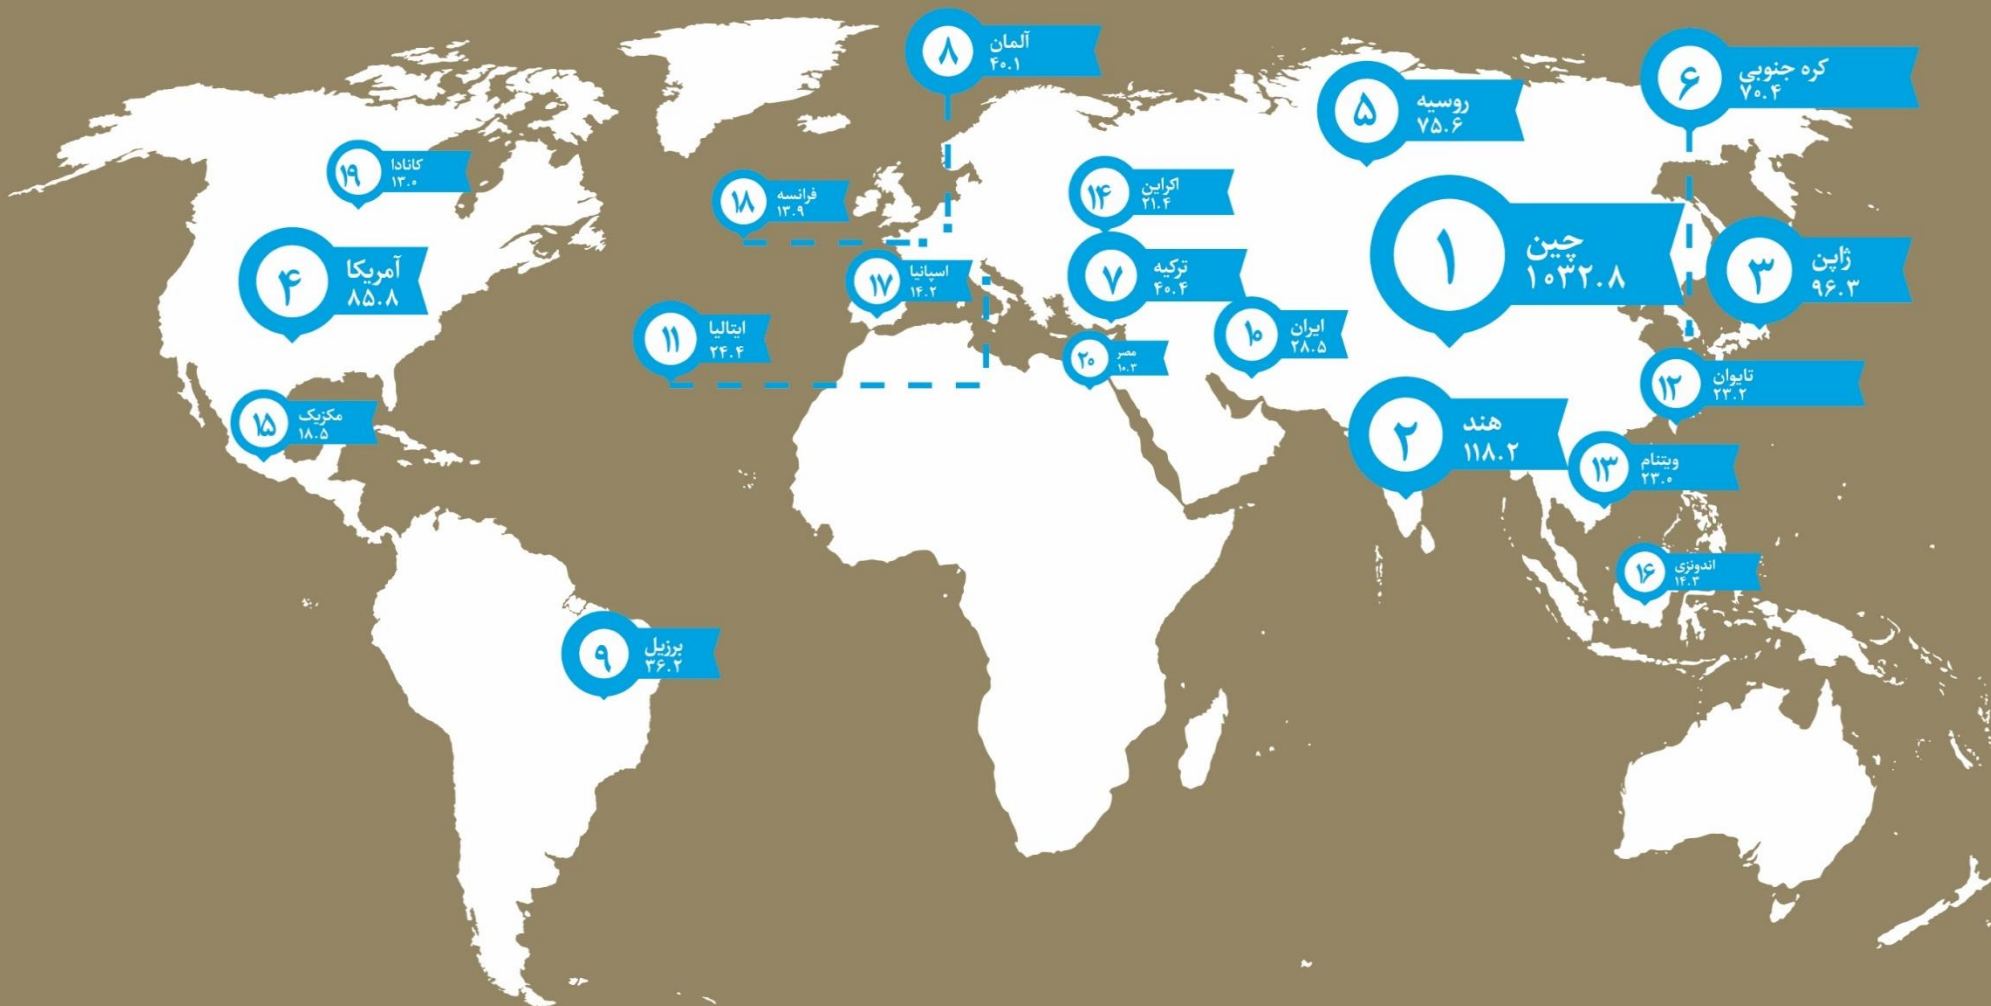 ۱
چین
۱۰۳۲.۸
۲
هند
۱۱۸.۲
۳
ژاپن
۹۶.۳
۴
آمریکا
۸۵.۸
۵
روسیه
۷۵.۶
۶
کره جنوبی
۷۰.۴
۷
ترکیه
۴۰.۴
۸
آلمان
۴۰.۱
۹
برزیل
۳۶.۲
۱۰
ایران
۲۸.۵
۱۱
ایتالیا
۲۴.۴
۱۲
تایوان
۲۳.۲
۱۳
ویتنام
۲۳.۰
۱۴
اکراین
۲۱.۴
۱۵
مکزیک
۱۸.۵
۱۶
اندونزی
۱۴.۳
۱۷
اسپانیا
۱۴.۲
۱۸
فرانسه
۱۳.۹
۱۹
کانادا
۱۳.۰
۲۰
مصر
۱۰.۳